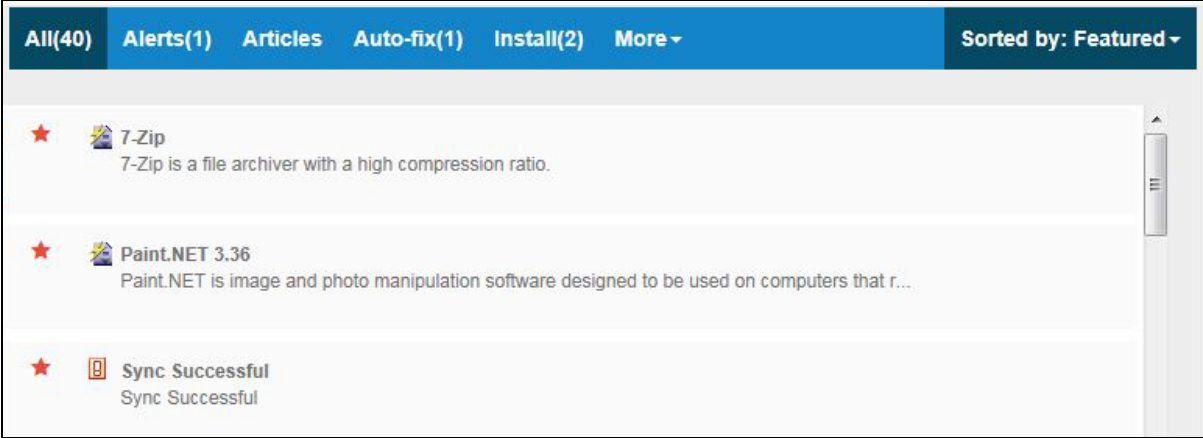 All(40) Alerts(1) Articles Auto-fix(1) Install(2) More Sorted by: Featured
7-Zip
7-Zip is a file archiver with a high compression ratio.
Paint.NET 3.36
Paint.NET is image and photo manipulation software designed to be used on computers that r...
Sync Successful
Sync Successful